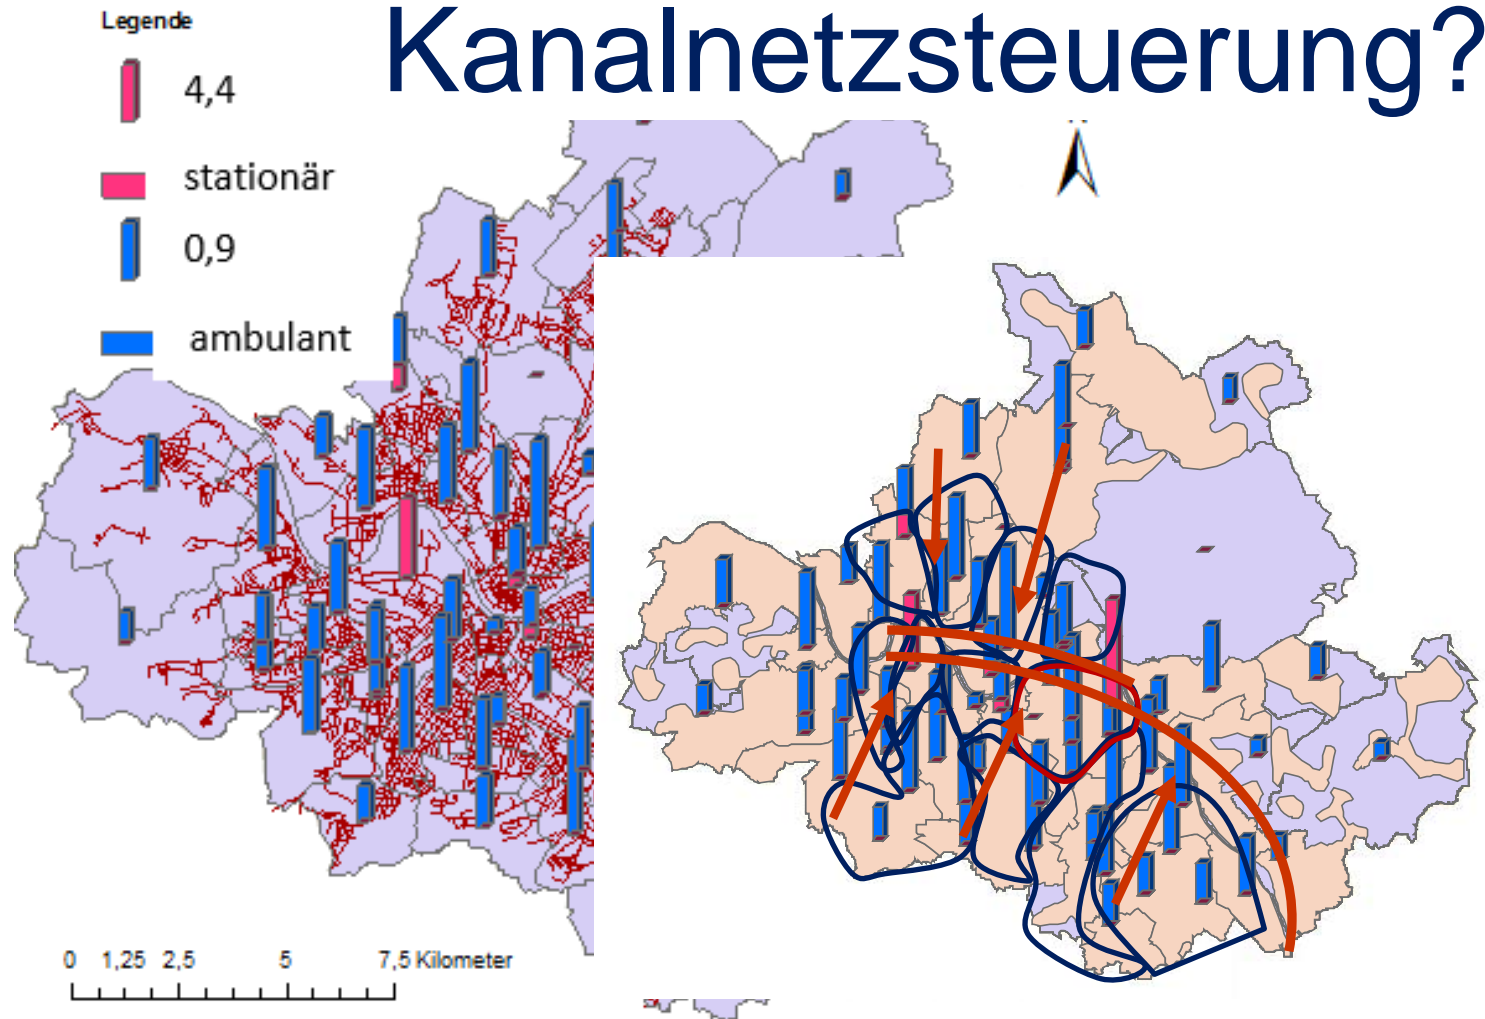 Kanalnetzsteuerung?
Legende
4,4
stationär
0,9
ambulant
0 1,25 2,5 5 7,5 Kilometer